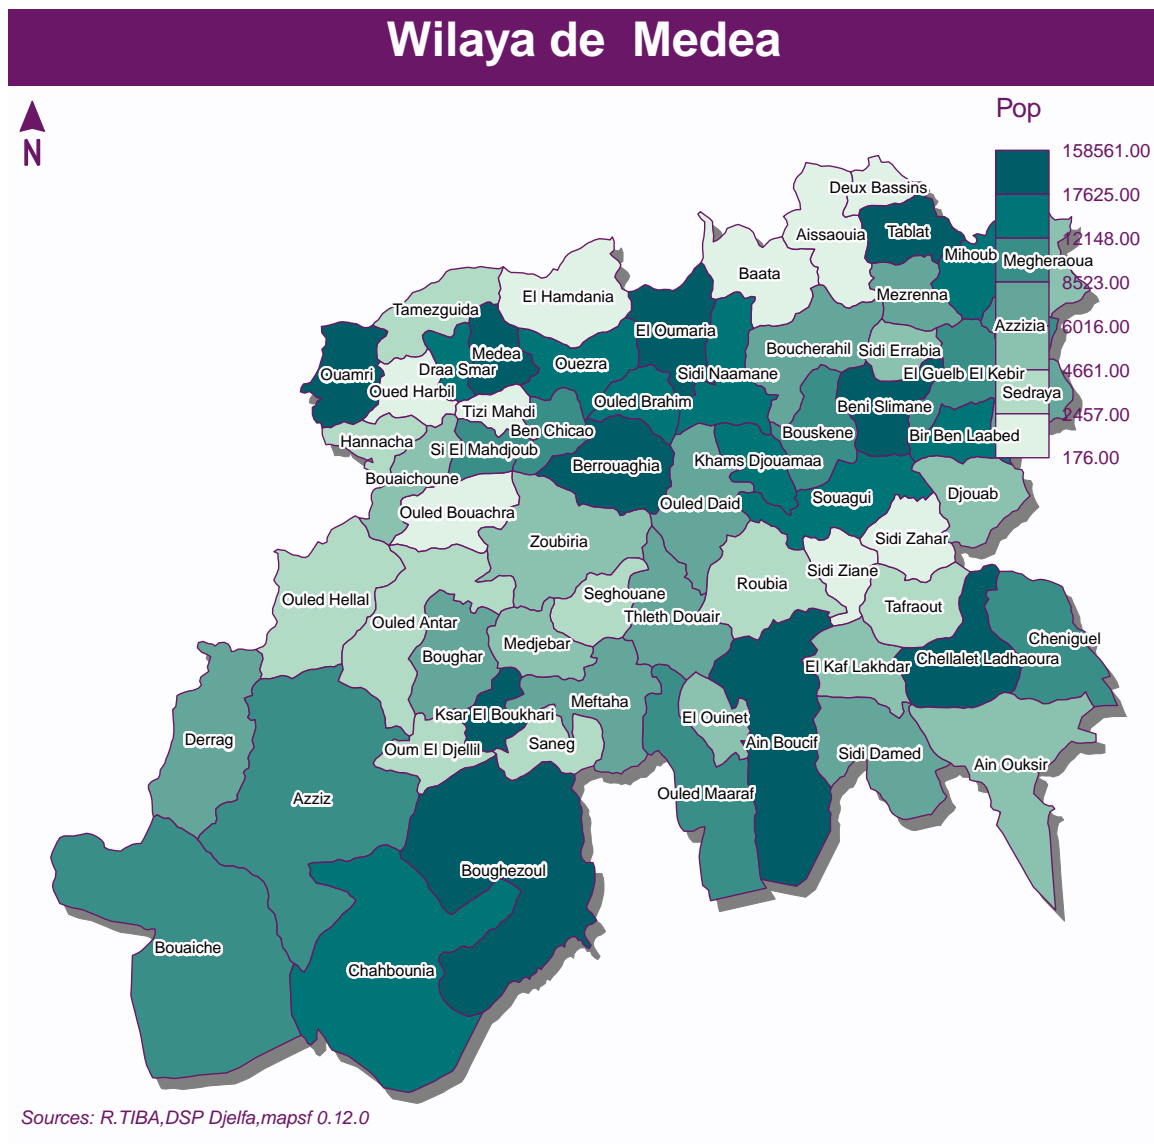 Wilaya de  Medea
N
Pop
158561.00
17625.00
12148.00
8523.00
6016.00
4661.00
2457.00
176.00
Deux Bassins
Aissaouia
Tablat
Mihoub
Megheraoua
Baata
Mezrenna
El Hamdania
Tamezguida
El Oumaria
Azzizia
Medea
Boucherahil
Sidi Errabia
Ouezra
Draa Smar
Ouamri
Sidi Naamane
El Guelb El Kebir
Oued Harbil
Sedraya
Ouled Brahim
Beni Slimane
Tizi Mahdi
Ben Chicao
Bouskene
Bir Ben Laabed
Hannacha
Si El Mahdjoub
Khams Djouamaa
Berrouaghia
Bouaichoune
Djouab
Souagui
Ouled Daid
Ouled Bouachra
Sidi Zahar
Zoubiria
Sidi Ziane
Roubia
Seghouane
Ouled Hellal
Tafraout
Thleth Douair
Ouled Antar
Cheniguel
Medjebar
Boughar
Chellalet Ladhaoura
El Kaf Lakhdar
Meftaha
Ksar El Boukhari
El Ouinet
Derrag
Saneg
Ain Boucif
Oum El Djellil
Sidi Damed
Ain Ouksir
Ouled Maaraf
Azziz
Boughezoul
Bouaiche
Chahbounia
Sources: R.TIBA,DSP Djelfa,mapsf 0.12.0